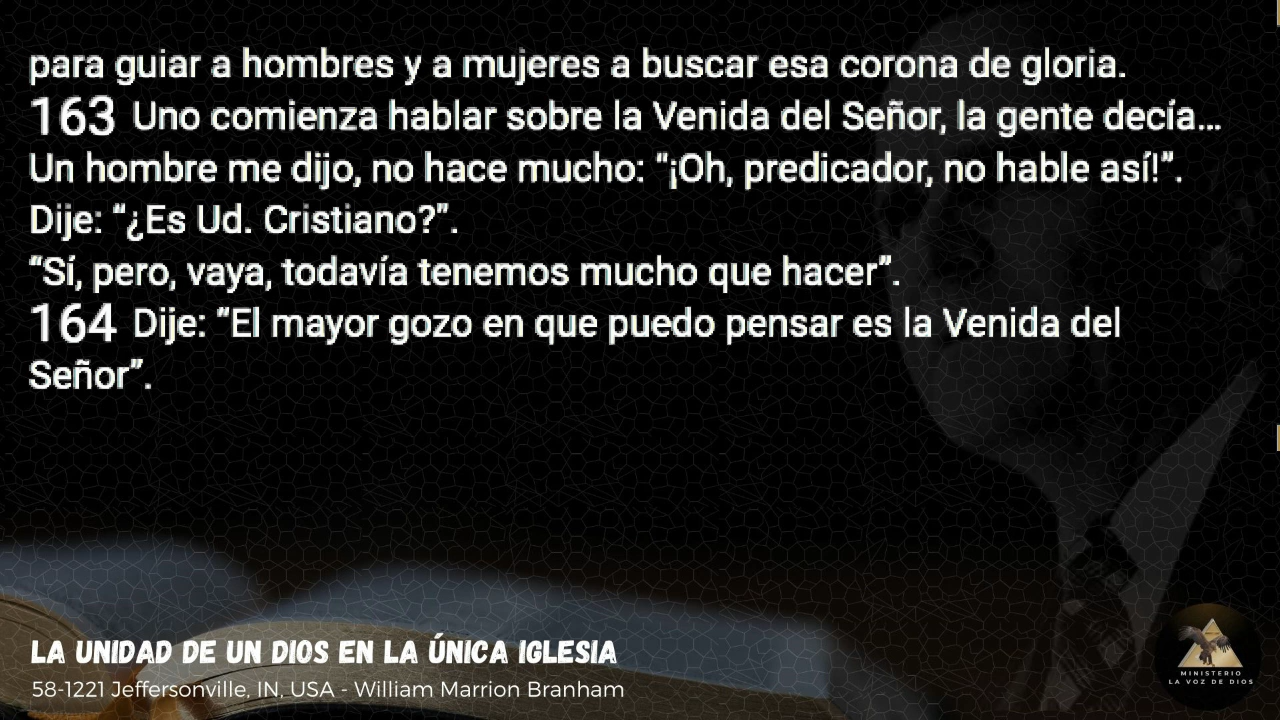 para guiar a hombres y a mujeres a buscar esa corona de gloria.
163 Uno comienza hablar sobre la Venida del Señor, la gente decía...
Un hombre me dijo, no hace mucho: “¡Oh, predicador, no hable así!”.
Dije: “¿Es Ud. Cristiano?”.
“Sí, pero, vaya, todavía tenemos mucho que hacer”.
164 Dije: “El mayor gozo en que puedo pensar es la Venida del
Señor”.
LA UNIDAD DE UN DIOS EN LA ÚNICA IGLESIA
58-1221 Jeffersonville, IN, USA - William Marrion Branham
MINISTERIO
LA VOZ DE DIOS